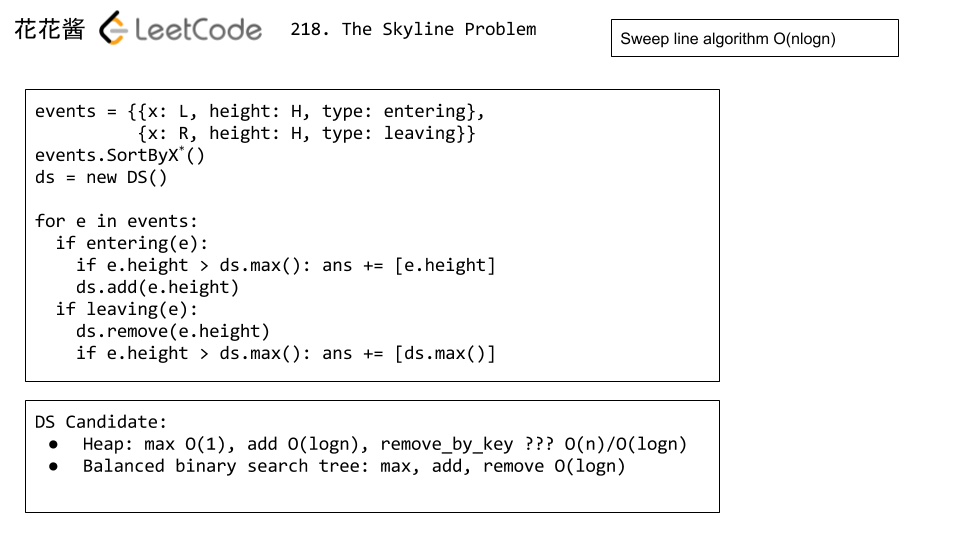 花花酱 LeetCode 218. The Skyline Problem
Sweep line algorithm O(nlogn)
events = {{x: L, height: H, type: entering},
{x: R, height: H, type: leaving}}
events.SortByX*()
ds = new DS()
for e in events:
if entering(e):
if e.height > ds.max(): ans += [e.height]
ds.add(e.height)
if leaving(e):
ds.remove(e.height)
if e.height > ds.max(): ans += [ds.max()]
DS Candidate:
● Heap: max O(1), add O(logn), remove_by_key ??? O(n)/O(logn)
● Balanced binary search tree: max, add, remove O(logn)